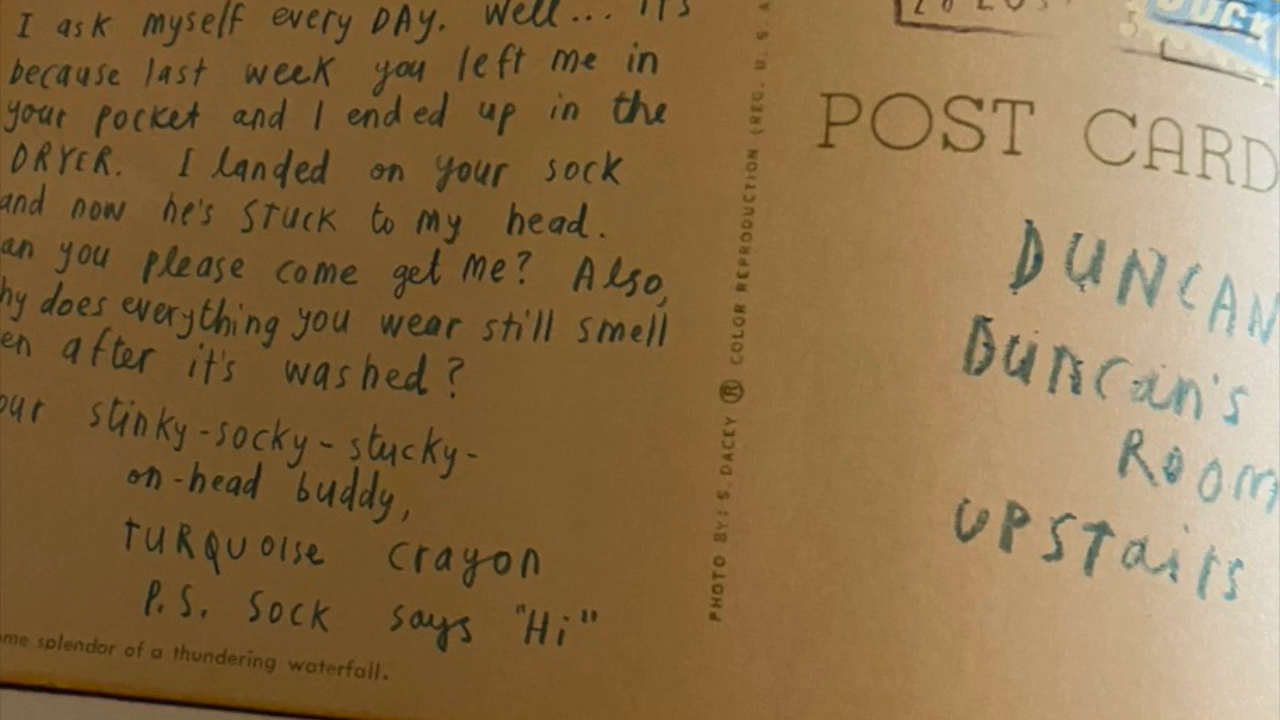 I ask myself every DAY. Well... it's
because last week you left me in
your pocket and I ended up in the
DRYER. I landed on your sock
and now he's STUCK to my head.
an you please come get me? Also,
hy does everything you wear still smell
en after it's washed?
our stinky-socky-stucky-
on-head buddy,
TURQUOISE crayon
P.S. SOCK says "Hi"
me splendor of a thundering waterfall.
PHOTO BY: S. DACEY ® COLOR REPRODUCTION (REG. U. S. A
POST CARD
DUNCAN
Duncan's
Room
UPSTairs